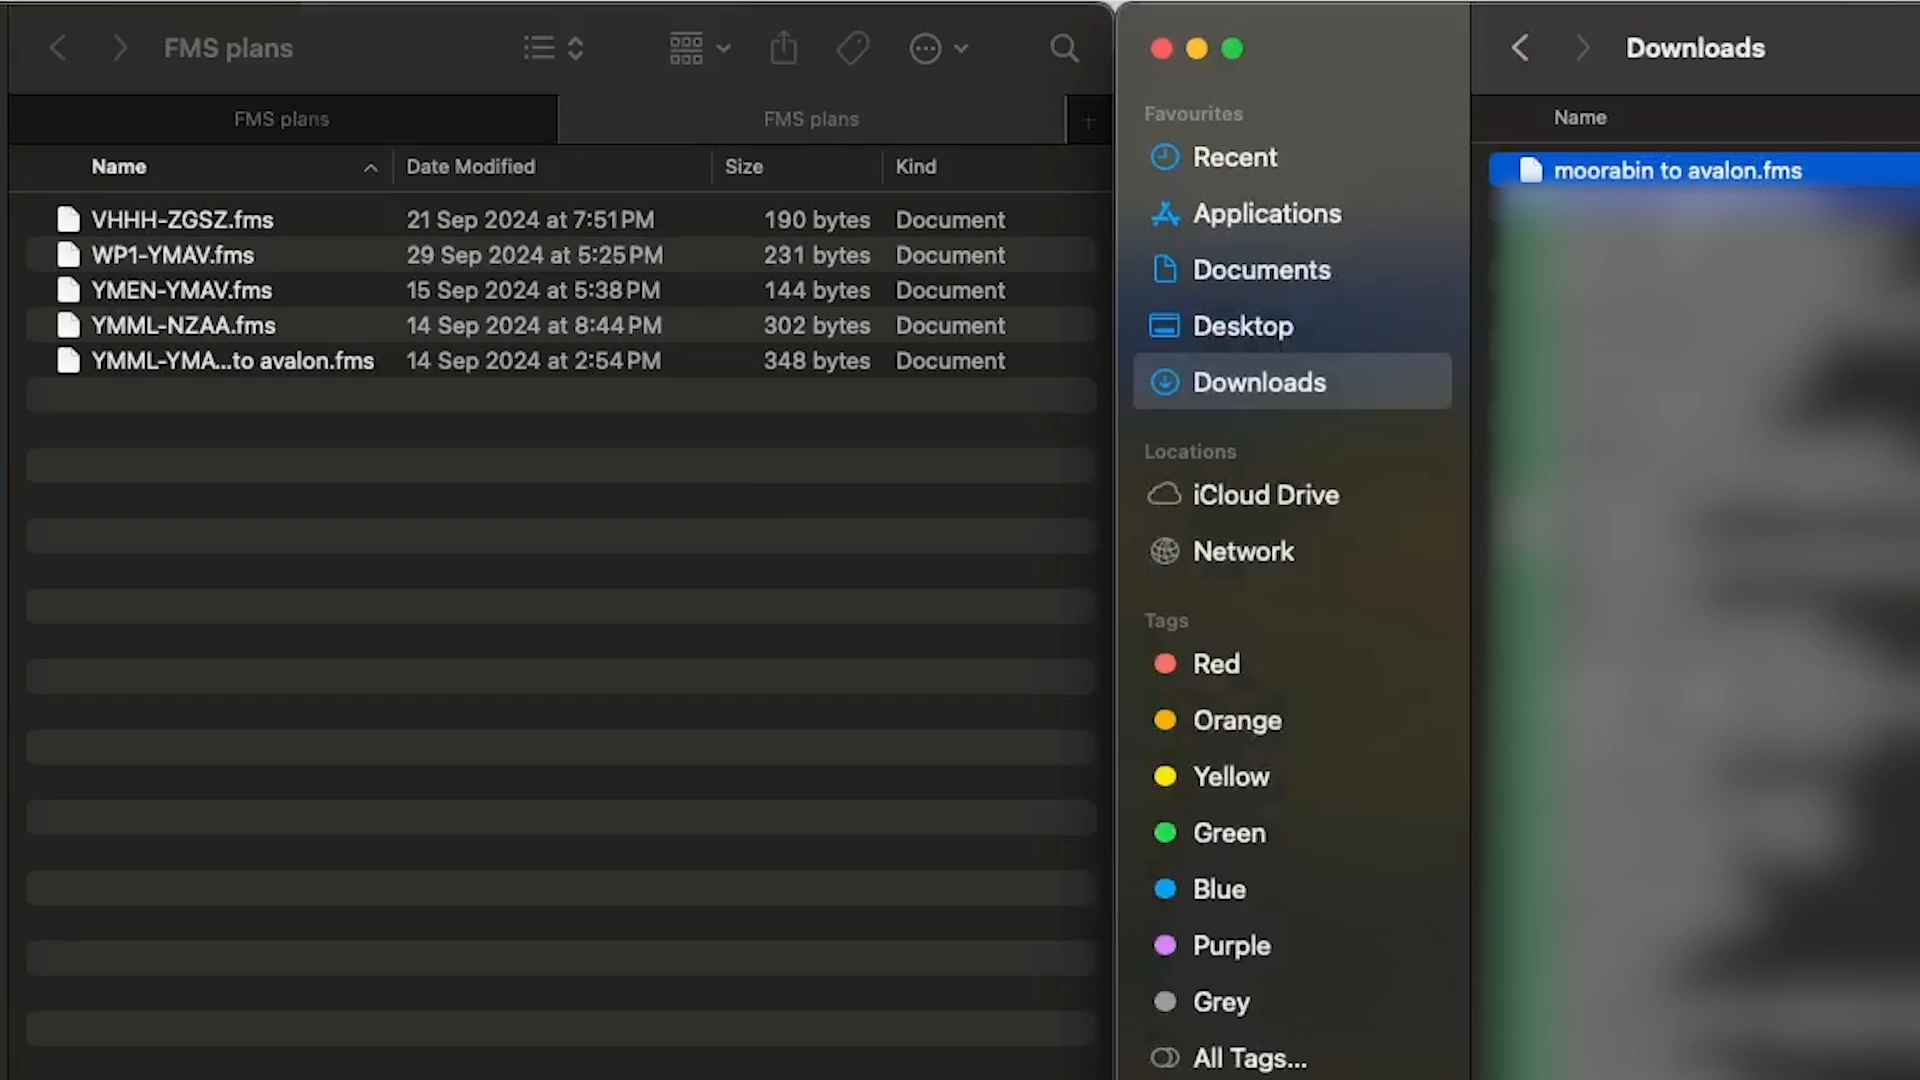 FMS plans
FMS plans
FMS plans
Name
Date Modified
Size
Kind
VHHH-ZGSZ.fms
21 Sep 2024 at 7:51 PM
190 bytes
Document
WP1-YMAV.fms
29 Sep 2024 at 5:25 PM
231 bytes
Document
YMEN-YMAV.fms
15 Sep 2024 at 5:38 PM
144 bytes
Document
YMML-NZAA.fms
14 Sep 2024 at 8:44 PM
302 bytes
Document
YMML-YMA...to avalon.fms
14 Sep 2024 at 2:54 PM
348 bytes
Document
Favourites
Recent
Applications
Documents
Desktop
Downloads
Locations
iCloud Drive
Network
Tags
Red
Orange
Yellow
Green
Blue
Purple
Grey
All Tags...
Downloads
Name
moorabin to avalon.fms